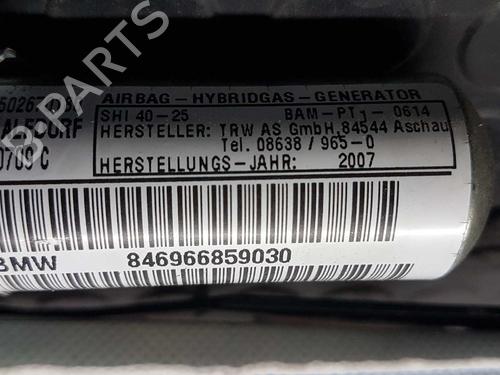 AIRBAG-HYBRIDGAS-GENERATOR
SHI 40-25 BAM-PT1-0614
HERSTELLER: TRW AS GmbH, 84544 Aschau
Tel. 08638 / 965-0
HERSTELLUNGS-JAHR: 2007
BMW 846966859030
B-PARTS